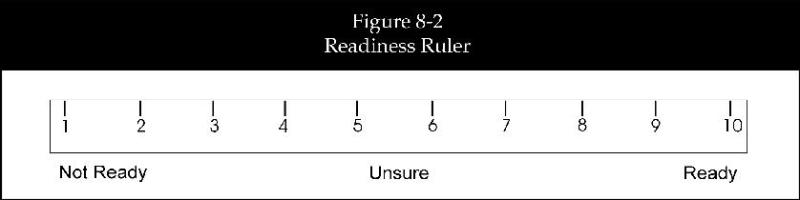 Figure 8-2
Readiness Ruler
1 2 3 4 5 6 7 8 9 10
Not Ready Unsure Ready